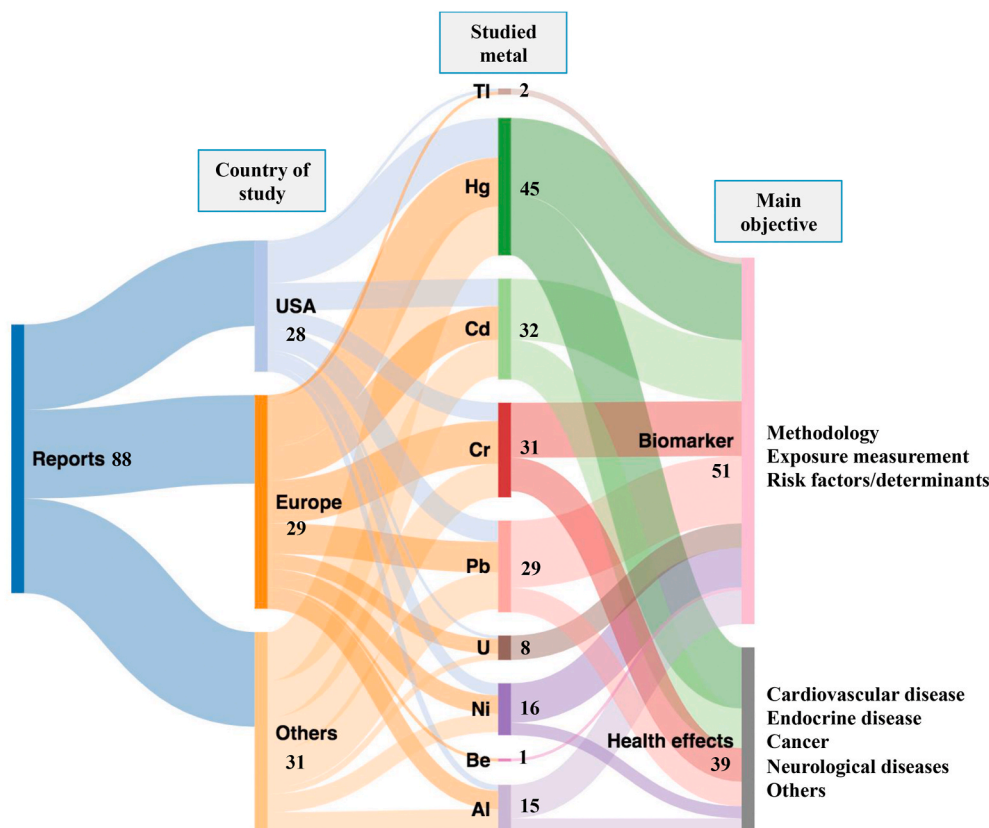 Studied
metal
Tl 2
Country of
study
Hg 45
Main
objective
USA
28
Cd 32
Reports 88
Cr 31
Biomarker
51
Methodology
Exposure measurement
Risk factors/determinants
Europe
29
Pb 29
U 8
Ni 16
Others
31
Health effects
39
Cardiovascular disease
Endocrine disease
Cancer
Neurological diseases
Others
Be 1
Al 15